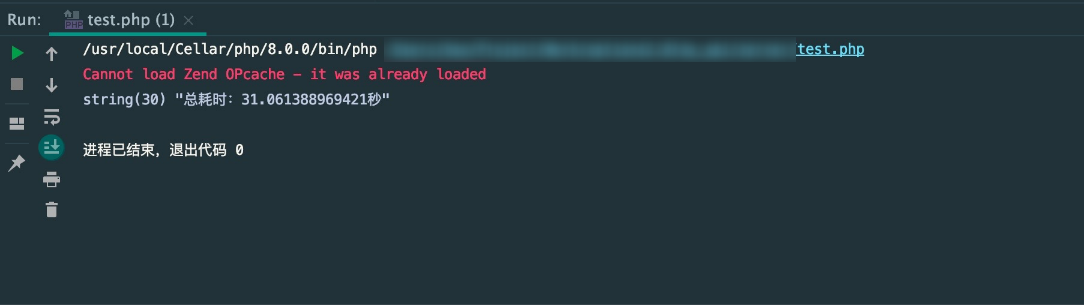 Run: test.php (1)
/usr/local/Cellar/php/8.0.0/bin/php test.php
Cannot load Zend OPcache - it was already loaded
string(30) "总耗时：31.061388969421秒"
进程已结束，退出代码 0